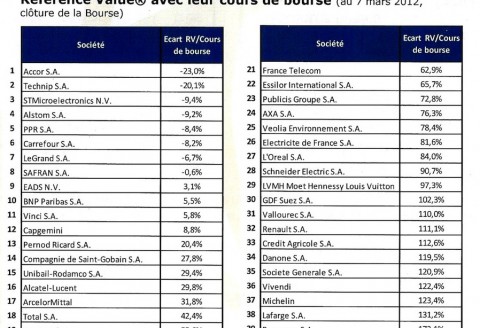 Reference Value® avec leur cours de bourse (au 7 mars 2012,
clôture de la Bourse)
Société Ecart RV/Cours de bourse
1 Accor S.A. -23,0%
2 Technip S.A. -20,1%
3 STMicroelectronics N.V. -9,4%
4 Alstom S.A. -9,2%
5 PPR S.A. -8,4%
6 Carrefour S.A. -8,2%
7 LeGrand S.A. -6,7%
8 SAFRAN S.A. -0,6%
9 EADS N.V. 3,1%
10 BNP Paribas S.A. 5,5%
11 Vinci S.A. 5,8%
12 Capgemini 8,8%
13 Pernod Ricard S.A. 20,4%
14 Compagnie de Saint-Gobain S.A. 27,8%
15 Unibail-Rodamco S.A. 29,4%
16 Alcatel-Lucent 29,8%
17 ArcelorMittal 31,8%
18 Total S.A. 42,4%
Société Ecart RV/Cours de bourse
21 France Telecom 62,9%
22 Essilor International S.A. 65,7%
23 Publicis Groupe S.A. 72,8%
24 AXA S.A. 76,3%
25 Veolia Environnement S.A. 78,4%
26 Electricite de France S.A. 81,6%
27 L'Oreal S.A. 84,0%
28 Schneider Electric S.A. 90,7%
29 LVMH Moet Hennessy Louis Vuitton 97,3%
30 GDF Suez S.A. 102,3%
31 Vallourec S.A. 110,0%
32 Renault S.A. 111,1%
33 Credit Agricole S.A. 112,6%
34 Danone S.A. 119,5%
35 Societe Generale S.A. 120,9%
36 Vivendi 122,4%
37 Michelin 123,4%
38 Lafarge S.A. 131,2%